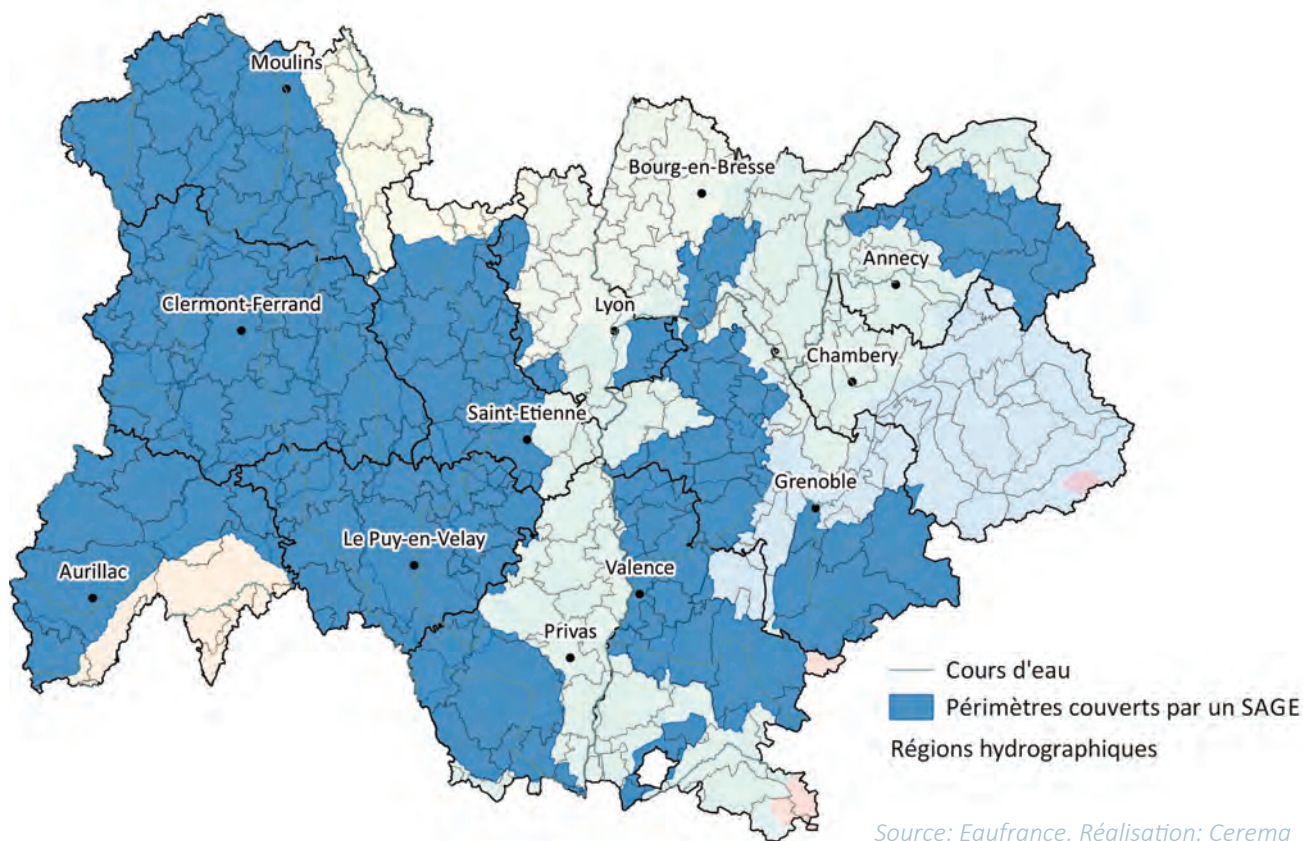 Moulins
Bourg-en-Bresse
Annecy
Clermont-Ferrand
Lyon
Chambery
Saint-Etienne
Grenoble
Le Puy-en-Velay
Aurillac
Valence
Privas
Cours d'eau
Périmètres couverts par un SAGE
Régions hydrographiques
Source: Eaufrance. Réalisation: Cerema